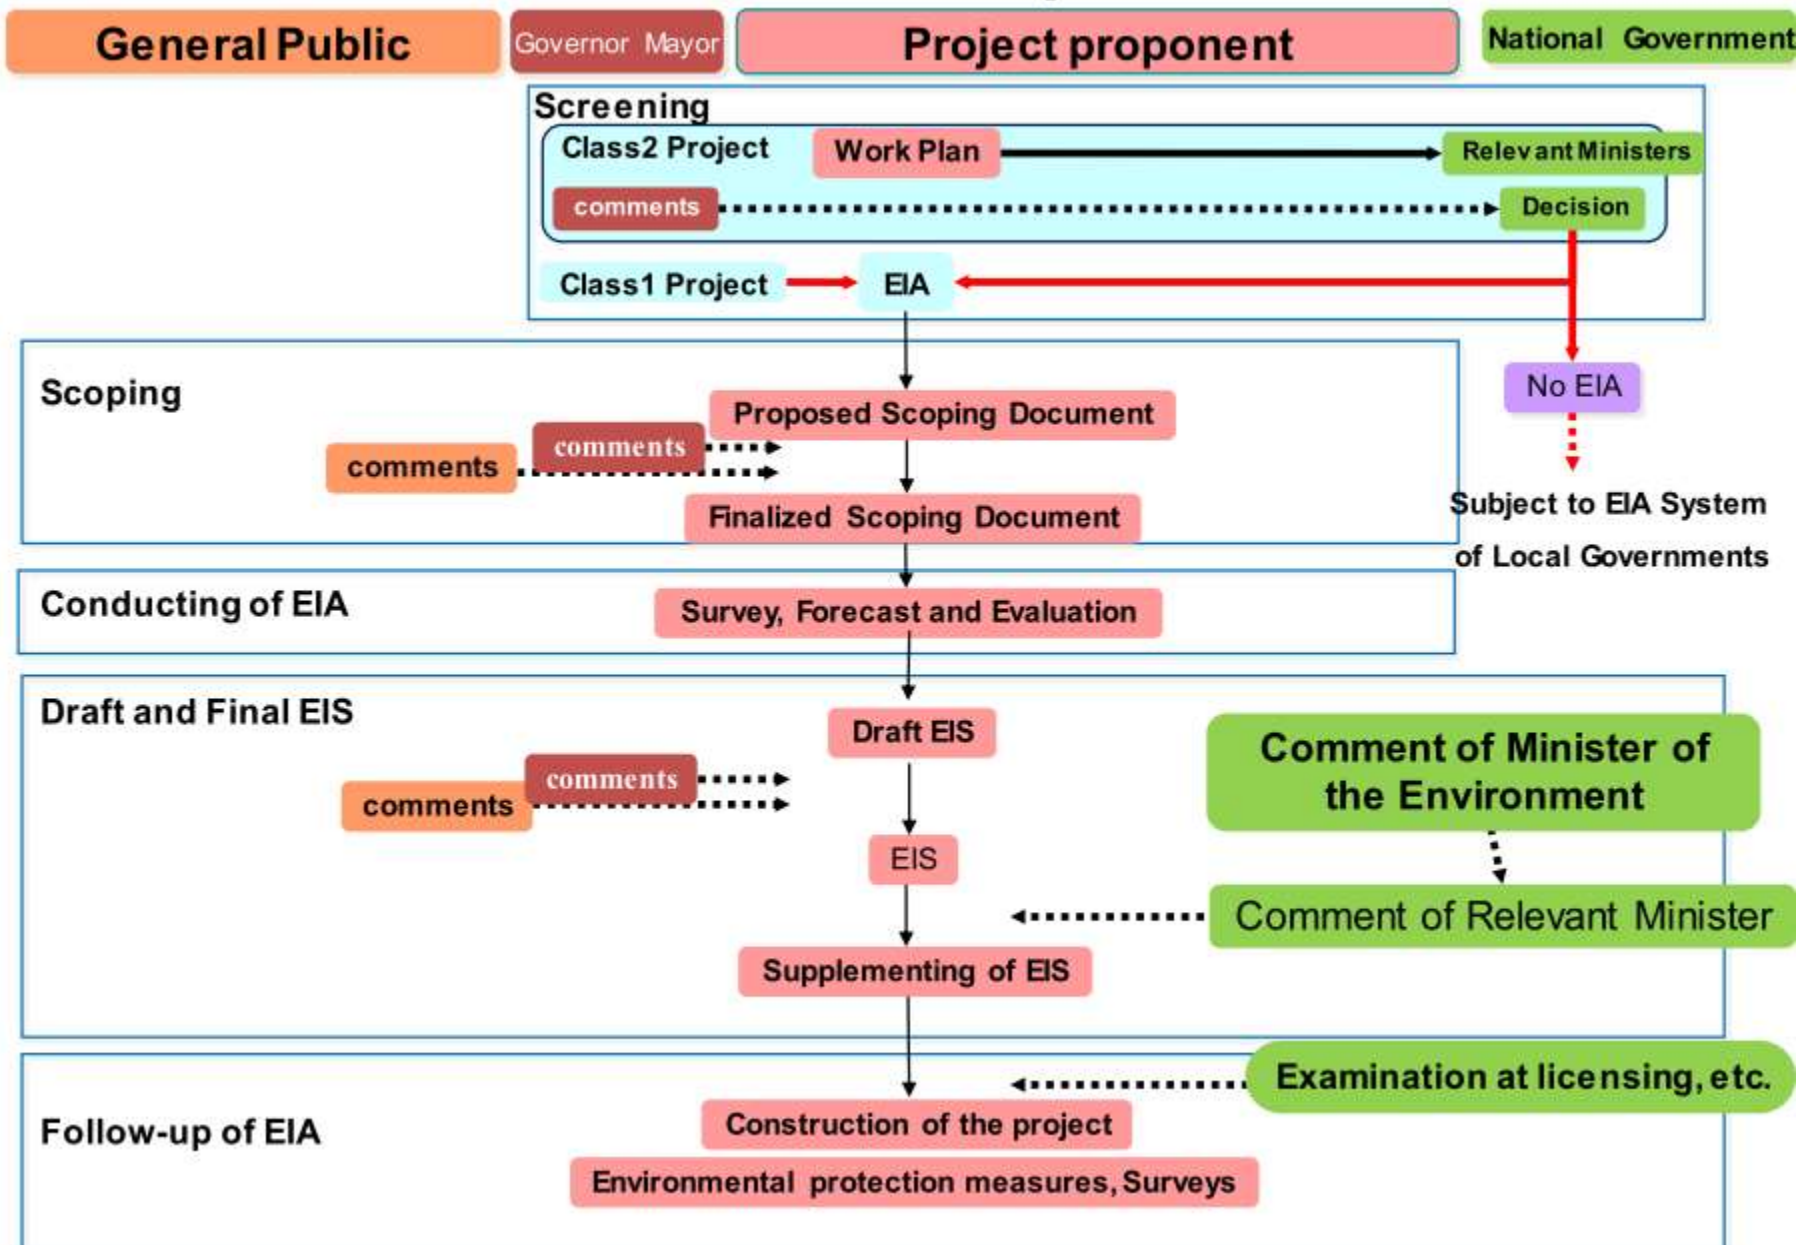 General Public
Governor Mayor
Project proponent
National Government
Screening
Class2 Project
Work Plan
Relevant Ministers
comments
Decision
Class1 Project
EIA
Scoping
Proposed Scoping Document
No EIA
comments
comments
Finalized Scoping Document
Subject to EIA System
of Local Governments
Conducting of EIA
Survey, Forecast and Evaluation
Draft and Final EIS
Draft EIS
Comment of Minister of
the Environment
comments
comments
EIS
Comment of Relevant Minister
Supplementing of EIS
Examination at licensing, etc.
Follow-up of EIA
Construction of the project
Environmental protection measures, Surveys